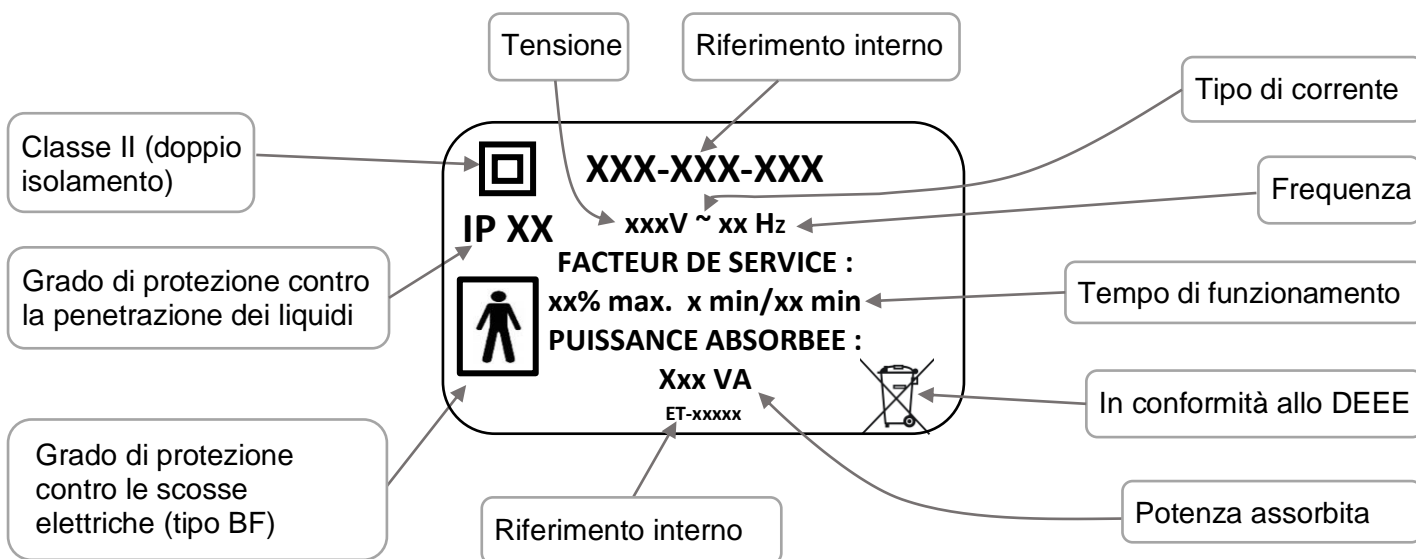 Tensione
Riferimento interno
Tipo di corrente
Classe II (doppio
isolamento)
XXX-XXX-XXX
Frequenza
xxxV ~ xx Hz
IP XX
FACTEUR DE SERVICE :
Grado di protezione contro
la penetrazione dei liquidi
xx% max. x min/xx min
Tempo di funzionamento
PUISSANCE ABSORBEE :
Xxx VA
In conformità allo DEEE
ET-xxxxx
Grado di protezione
contro le scosse
elettriche (tipo BF)
Riferimento interno
Potenza assorbita